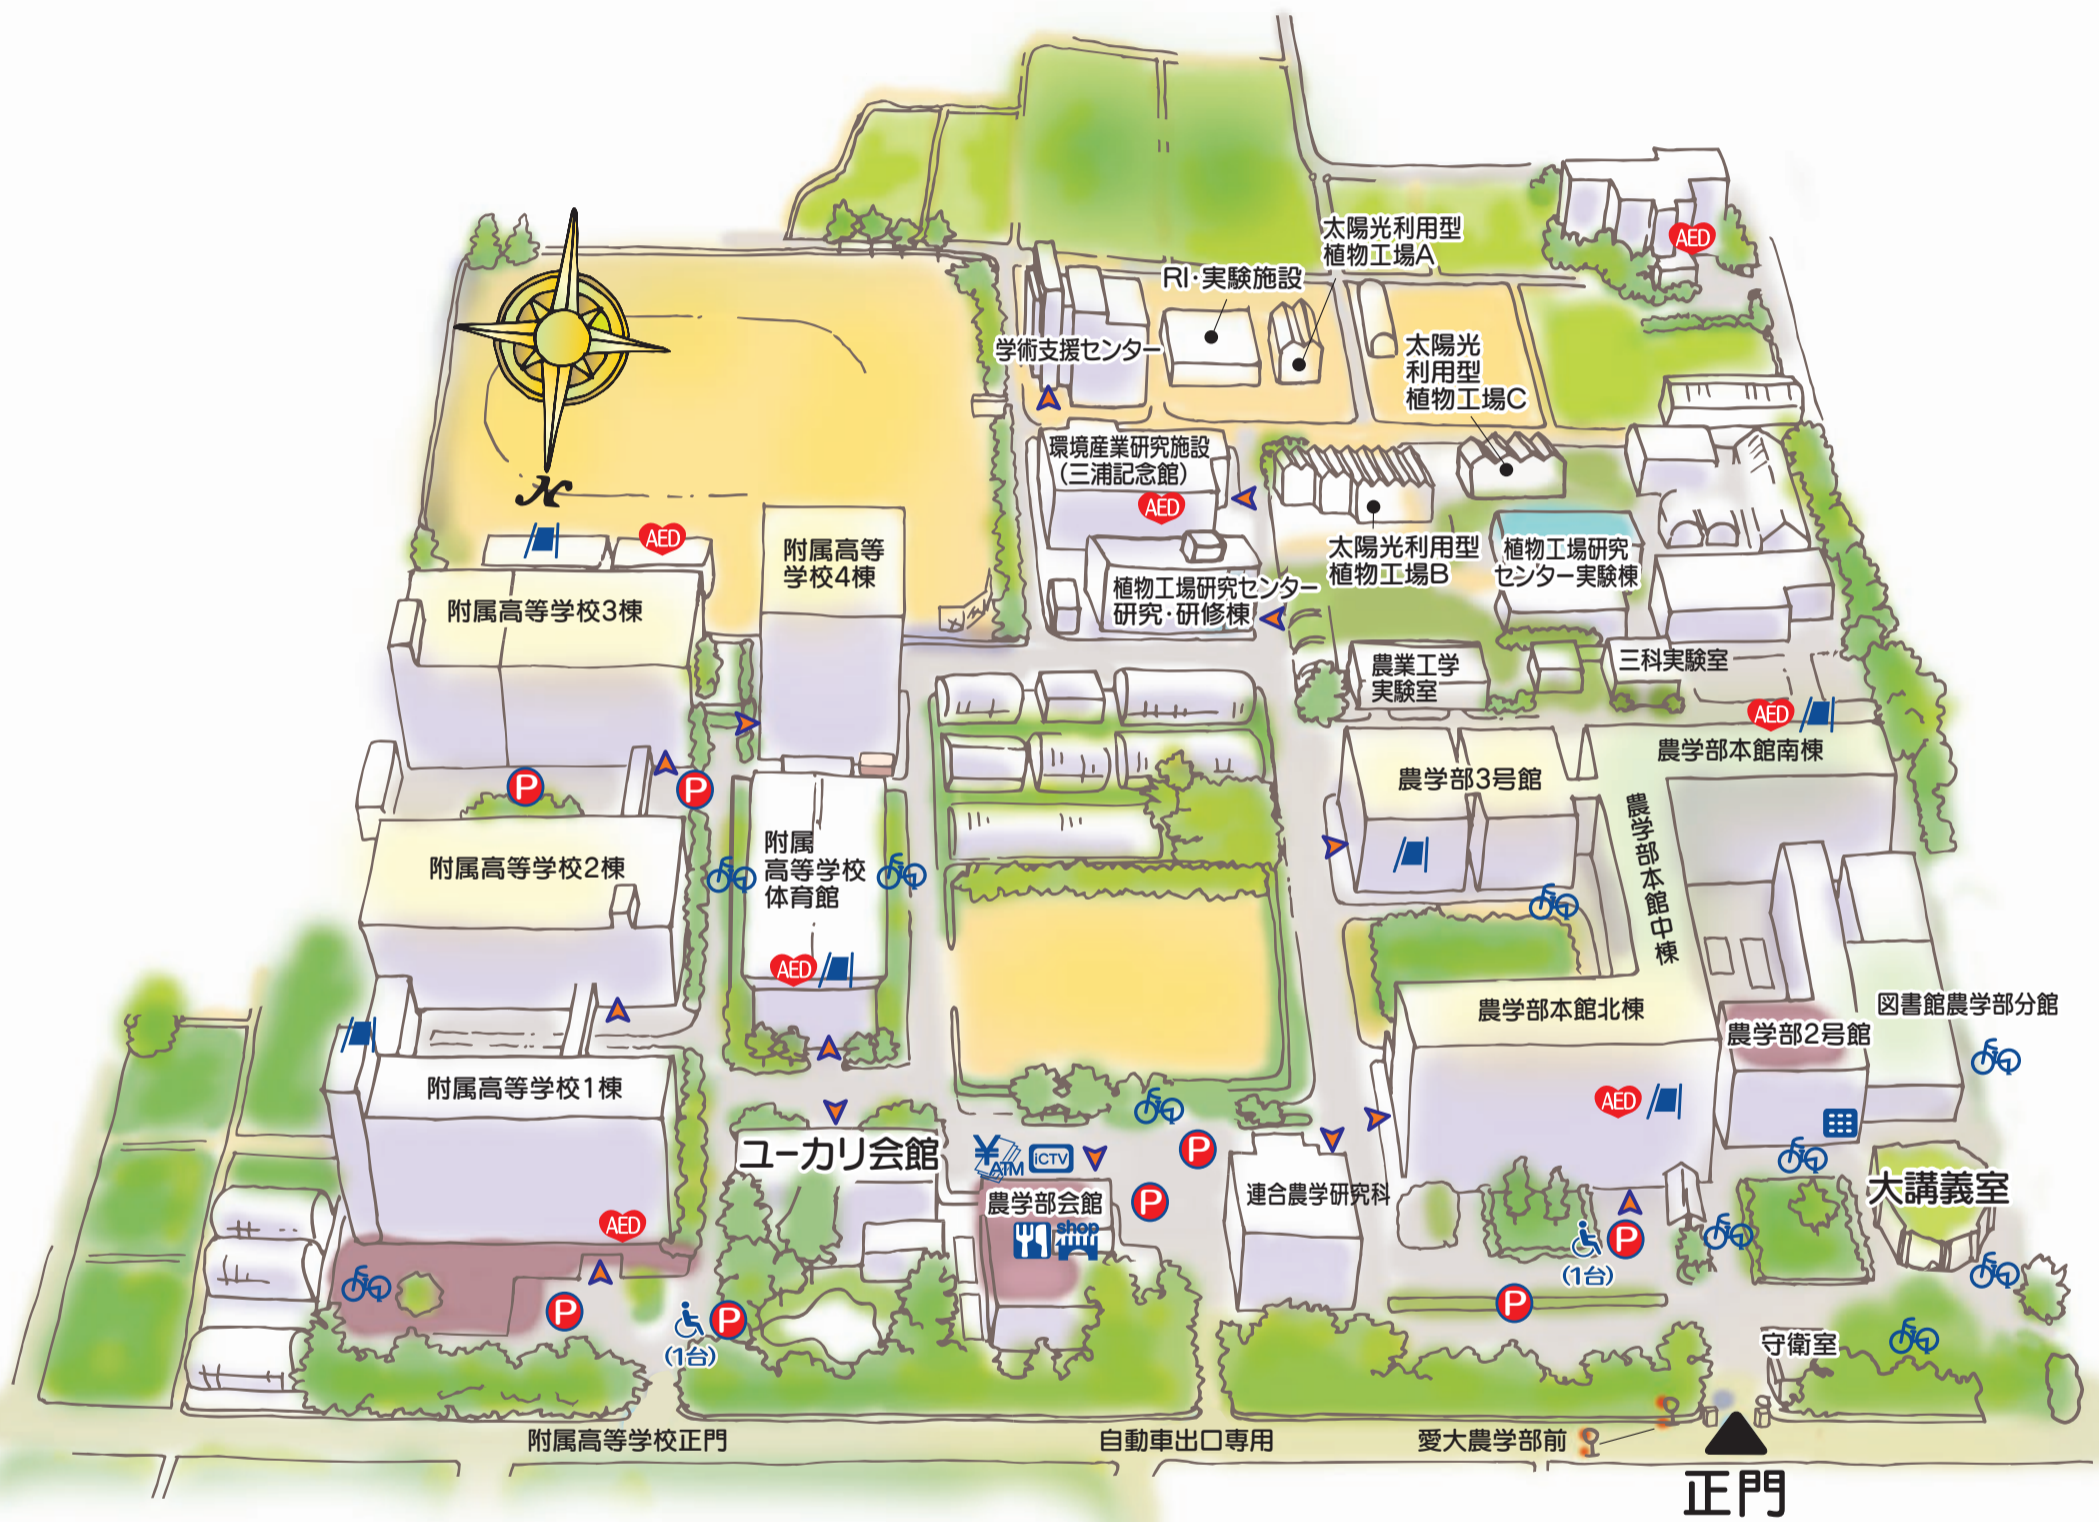 太陽光利用型
植物工場A
AED
RI・実験施設
学術支援センター
太陽光
利用型
植物工場C
環境産業研究施設
(三浦記念館)
AED
N
AED
附属高等
学校4棟
太陽光利用型
植物工場B
植物工場研究
センター実験棟
植物工場研究センター
研究・研修棟
附属高等学校3棟
農業工学
実験室
三科実験室
AED
農学部本館南棟
農学部3号館
P
P
農学部本館中棟
附属
高等学校
体育館
附属高等学校2棟
AED
農学部本館北棟
図書館農学部分館
農学部2号館
附属高等学校1棟
AED
ユーカリ会館
¥
ATM
iCTV
P
農学部会館
shop
P
連合農学研究科
大講義室
AED
P
(1台)
P
P
(1台)
P
守衛室
附属高等学校正門
自動車出口専用
愛大農学部前
正門